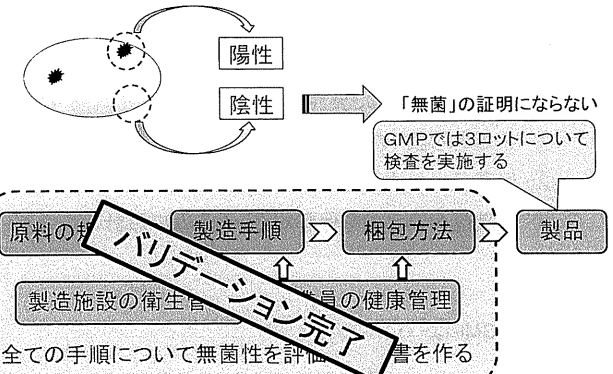 陽性
陰性
「無菌」の証明にならない
GMPでは3ロットについて
検査を実施する
原料の規
製造手順
梱包方法
製品
バリデーション完了
製造施設の衛生管
員の健康管理
全ての手順について無菌性を評価
書を作る